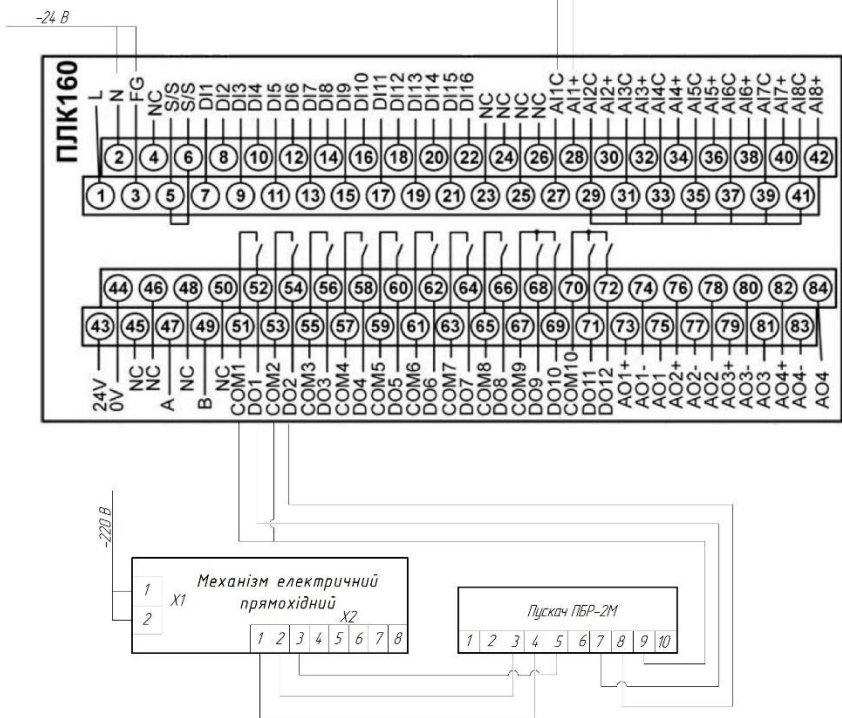 ~24 В
ПЛК160
L N FG NC S/S S/S DI1 DI2 DI3 DI4 DI5 DI6 DI7 DI8 DI9 DI10 DI11 DI12 DI13 DI14 DI15 DI16 NC NC NC NC AI1C AI1+ AI2C AI2+ AI3C AI3+ AI4C AI4+ AI5C AI5+ AI6C AI6+ AI7C AI7+ AI8C AI8+
2 4 6 8 10 12 14 16 18 20 22 24 26 28 30 32 34 36 38 40 42
1 3 5 7 9 11 13 15 17 19 21 23 25 27 29 31 33 35 37 39 41
44 46 48 50 52 54 56 58 60 62 64 66 68 70 72 74 76 78 80 82 84
43 45 47 49 51 53 55 57 59 61 63 65 67 69 71 73 75 77 79 81 83
24V 0V NC NC A NC B NC COM1 DO1 COM2 DO2 COM3 DO3 COM4 DO4 COM5 DO5 COM6 DO6 COM7 DO7 COM8 DO8 COM9 DO9 DO10 COM10 DO11 DO12 AO1+ AO1- AO1 AO2+ AO2- AO2 AO3+ AO3- AO3 AO4+ AO4- AO4
~220 В
1
2
X1
Механізм електричний
прямохідний
X2
1 2 3 4 5 6 7 8
Пускач ПБР-2М
1 2 3 4 5 6 7 8 9 10